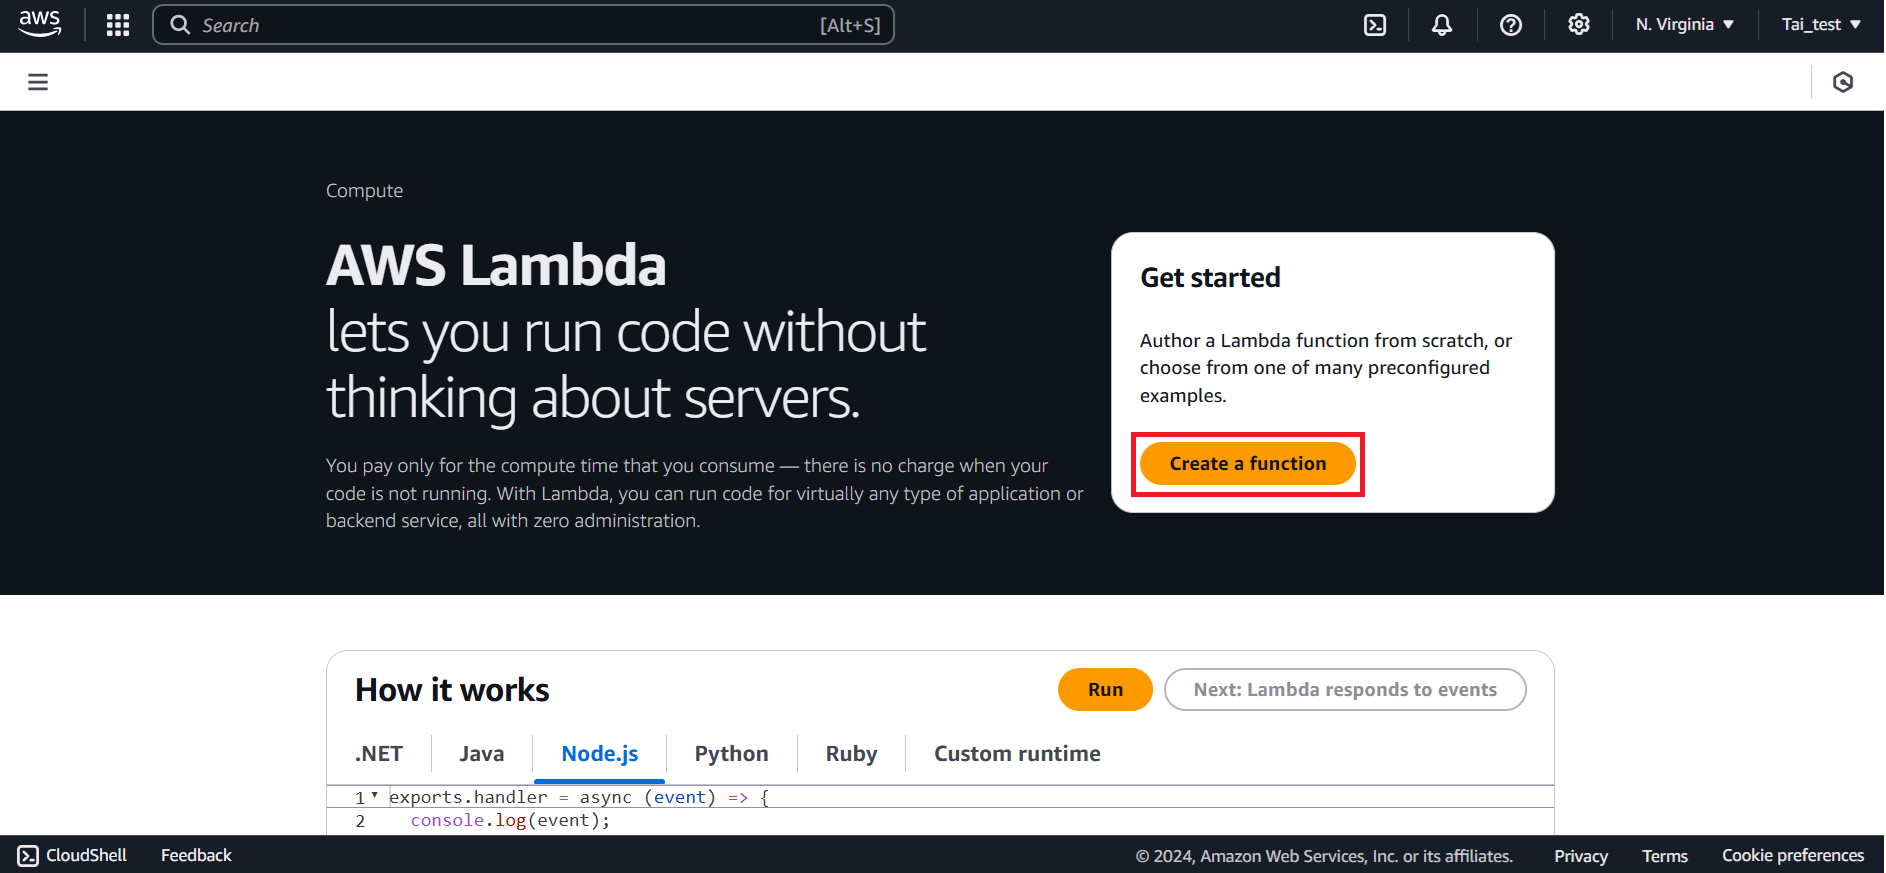 aws
Search [Alt+S]
N. Virginia
Tai_test
Compute
AWS Lambda
lets you run code without
thinking about servers.
You pay only for the compute time that you consume — there is no charge when your
code is not running. With Lambda, you can run code for virtually any type of application or
backend service, all with zero administration.
Get started
Author a Lambda function from scratch, or
choose from one of many preconfigured
examples.
Create a function
How it works
Run
Next: Lambda responds to events
.NET Java Node.js Python Ruby Custom runtime
1 exports.handler = async (event) => {
2 console.log(event);
CloudShell Feedback © 2024, Amazon Web Services, Inc. or its affiliates. Privacy Terms Cookie preferences